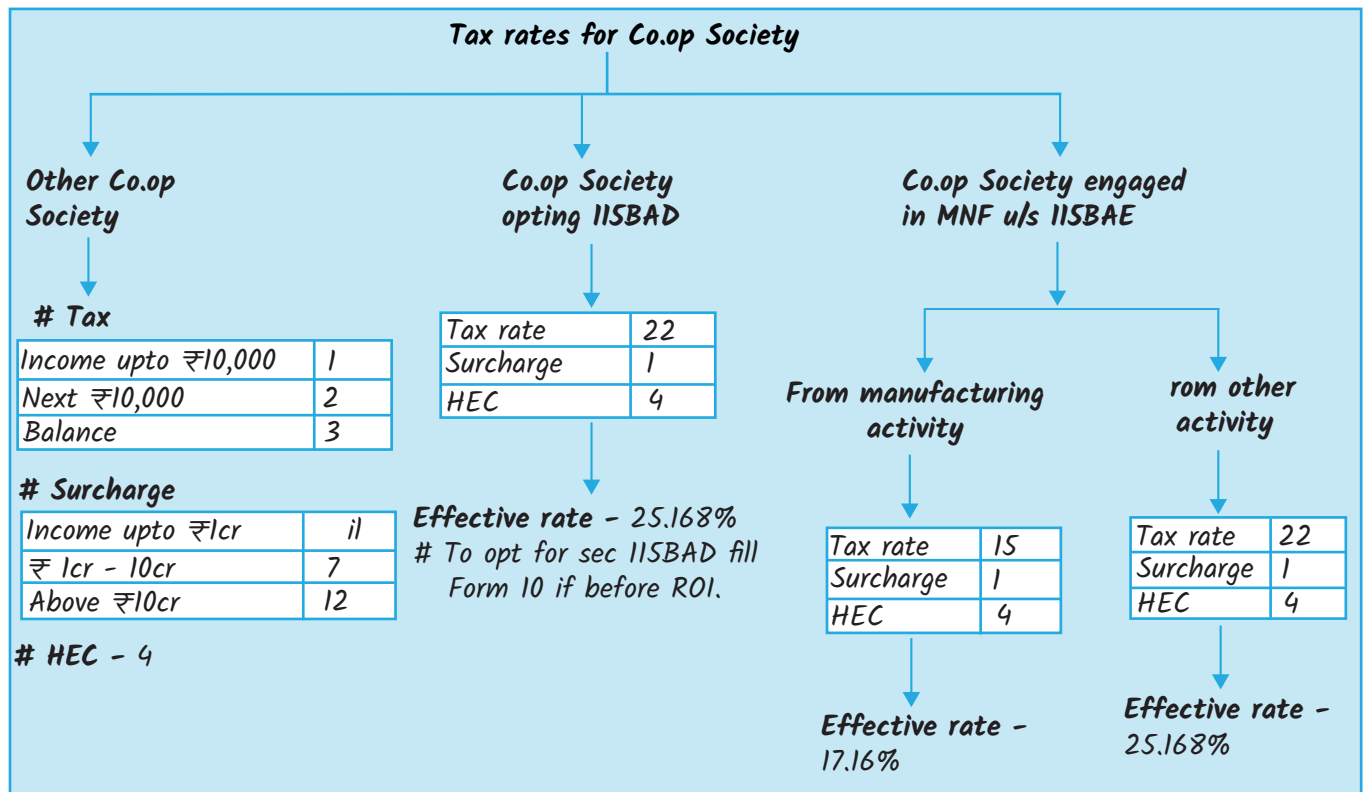 Tax rates for Co.op Society
Other Co.op
Society
# Tax
Income upto ₹10,000 1
Next ₹10,000 2
Balance 3
# Surcharge
Income upto ₹1cr il
₹ 1cr - 10cr 7
Above ₹10cr 12
# HEC - 4
Co.op Society
opting 115BAD
Tax rate 22
Surcharge 1
HEC 4
Effective rate - 25.168%
# To opt for sec 115BAD fill
Form 10 if before ROI.
Co.op Society engaged
in MNF u/s 115BAE
From manufacturing
activity
Tax rate 15
Surcharge 1
HEC 4
Effective rate -
17.16%
rom other
activity
Tax rate 22
Surcharge 1
HEC 4
Effective rate -
25.168%